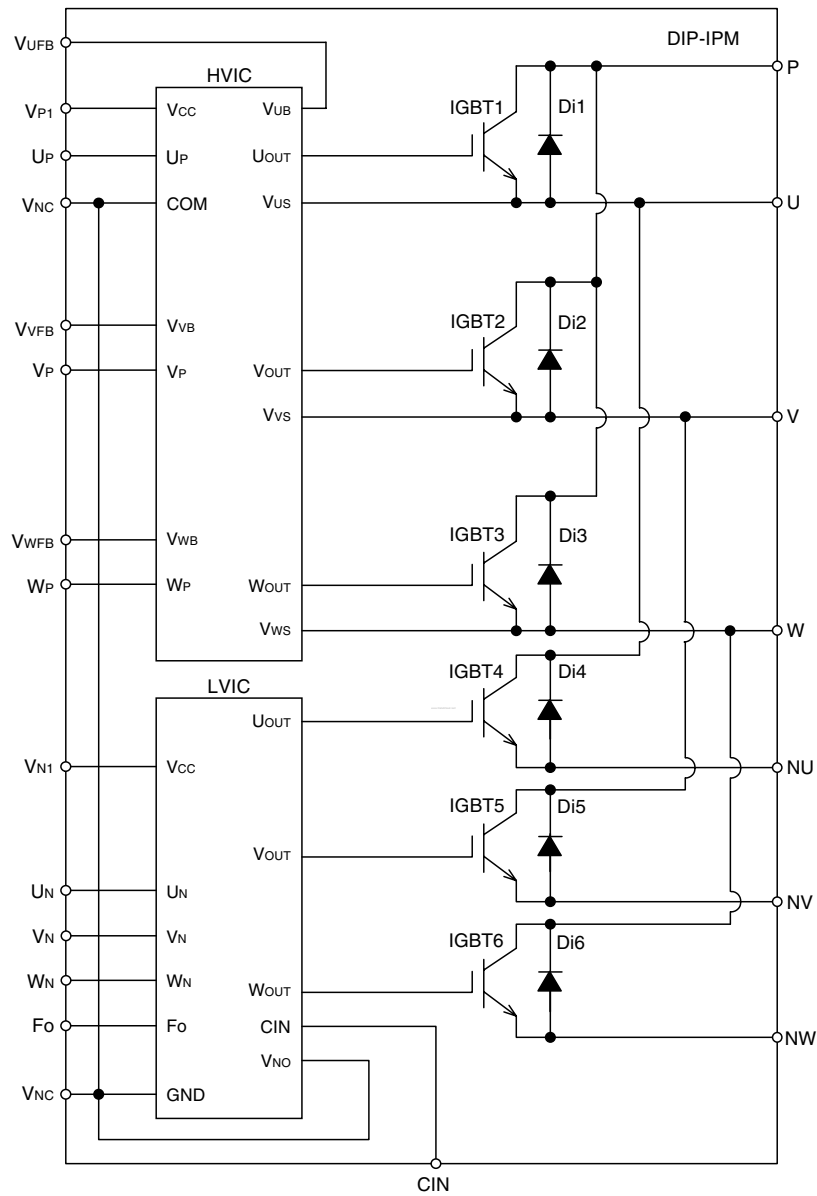 DIP-IPM
VUFB
P
HVIC
VP1
VCC
VUB
IGBT1
Di1
UP
UP
UOUT
VNC
COM
VUS
U
VVFB
VVB
IGBT2
Di2
VP
VP
VOUT
VVS
V
VWFB
VWB
IGBT3
Di3
WP
WP
WOUT
VWS
W
LVIC
IGBT4
Di4
UOUT
VN1
VCC
NU
IGBT5
Di5
VOUT
UN
UN
NV
VN
VN
IGBT6
Di6
WN
WN
WOUT
Fo
Fo
CIN
NW
VNO
VNC
GND
CIN